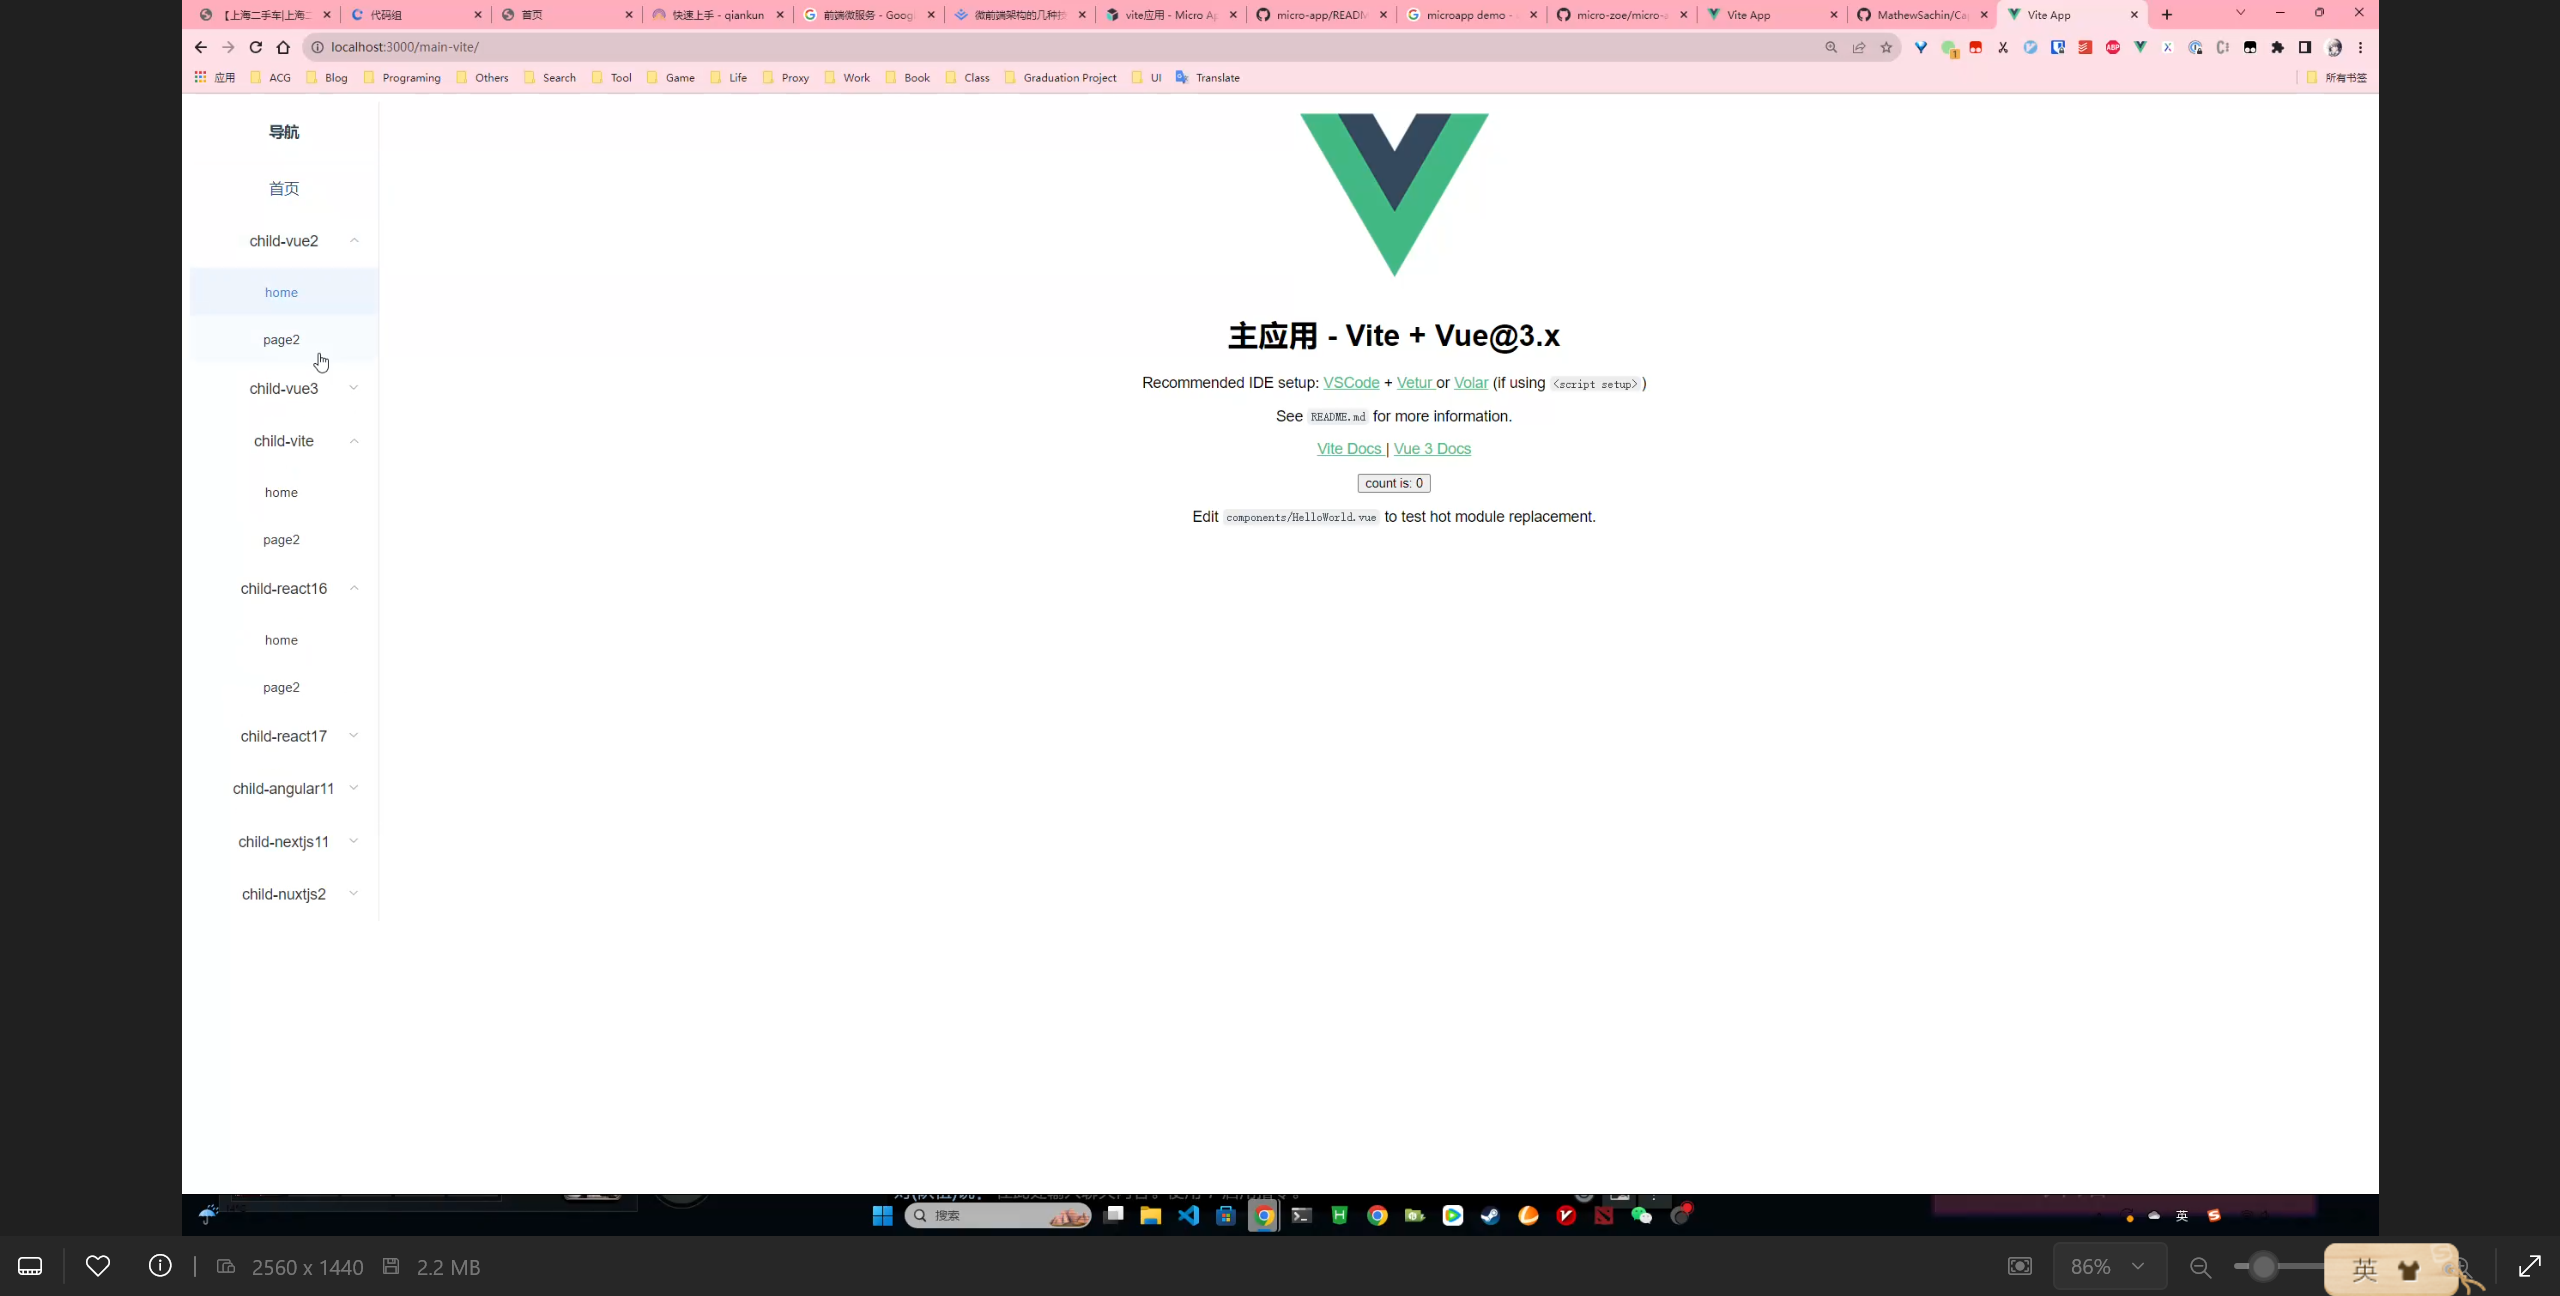 【上海二手车|上海二
代码组
首页
快速上手 - qiankun
前端微服务 - Goog
微前端架构的几种技
vite应用 - Micro Ap
micro-app/READM
microapp demo -
micro-zoe/micro-a
Vite App
MathewSachin/Ca
Vite App
localhost:3000/main-vite/
应用
ACG
Blog
Programing
Others
Search
Tool
Game
Life
Proxy
Work
Book
Class
Graduation Project
UI
Translate
所有书签
导航
首页
child-vue2
home
page2
child-vue3
child-vite
home
page2
child-react16
home
page2
child-react17
child-angular11
child-nextjs11
child-nuxtjs2
主应用 - Vite + Vue@3.x
Recommended IDE setup: VSCode + Vetur or Volar (if using <script setup> )
See README.md for more information.
Vite Docs | Vue 3 Docs
count is: 0
Edit components/HelloWorld.vue to test hot module replacement.
搜索
英
2560 x 1440
2.2 MB
86%
英